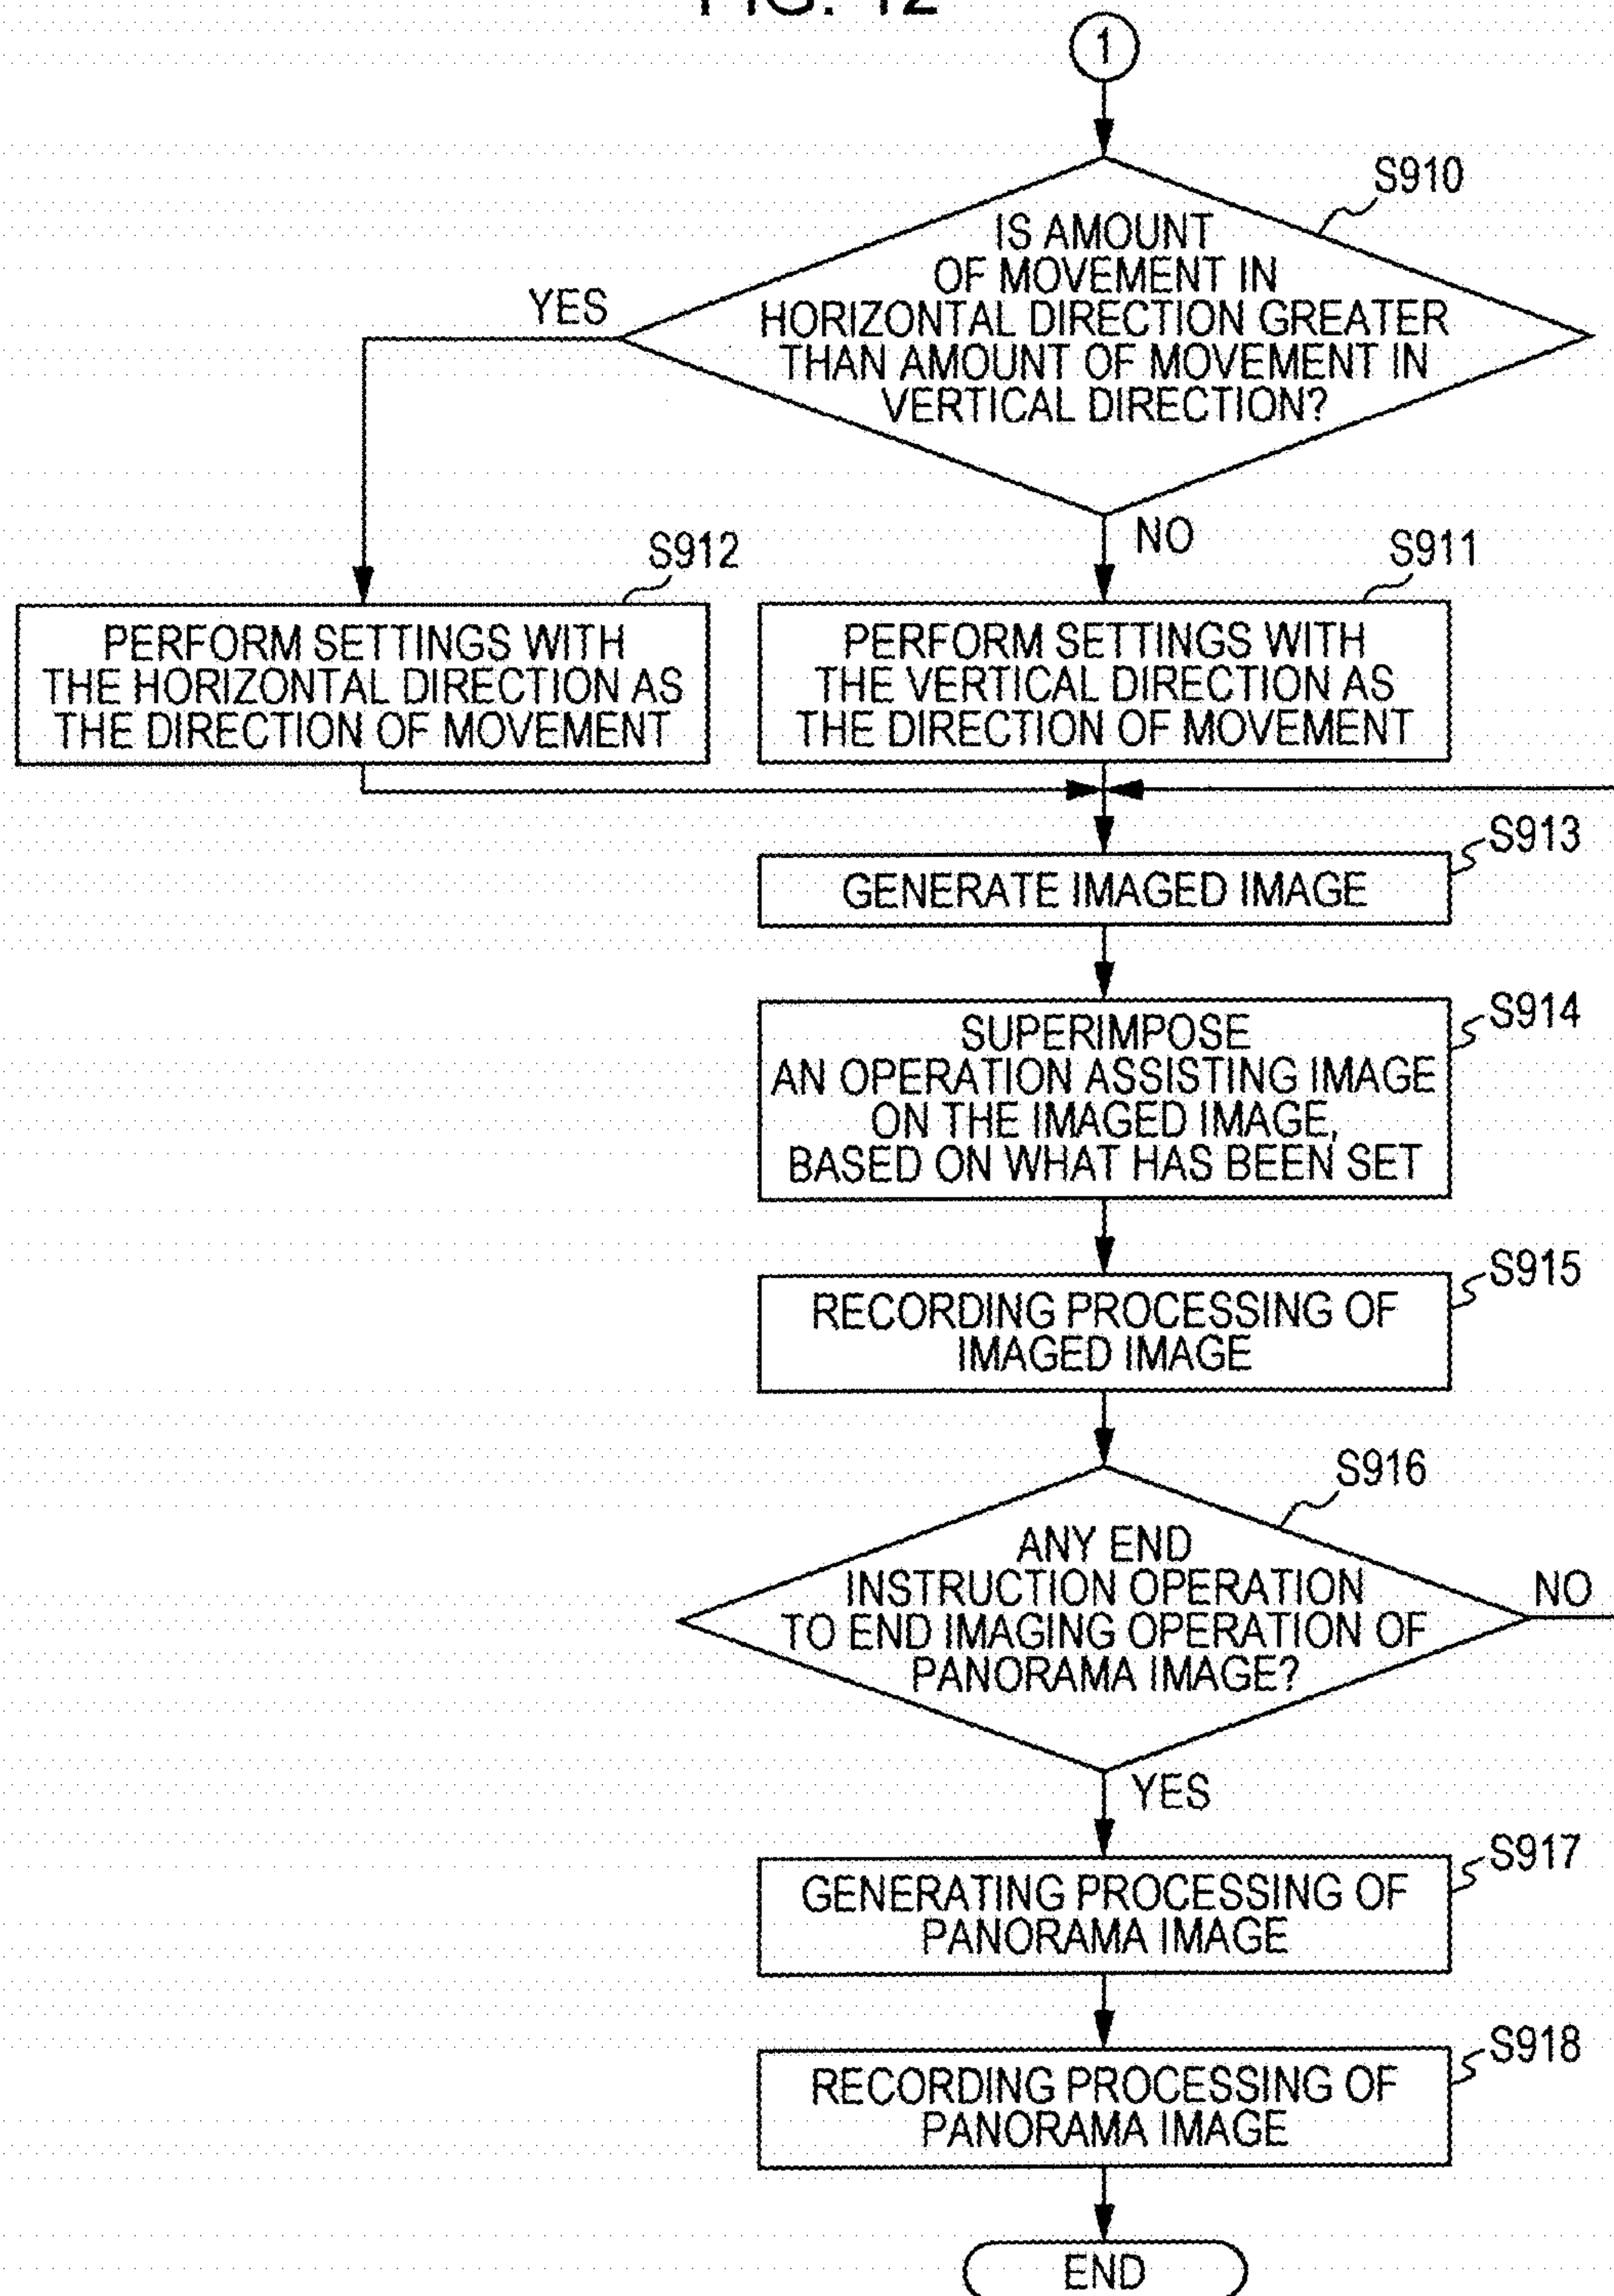 FIG. 12
1
S910
IS AMOUNT
OF MOVEMENT IN
HORIZONTAL DIRECTION GREATER
THAN AMOUNT OF MOVEMENT IN
VERTICAL DIRECTION?
YES
NO
S912
S911
PERFORM SETTINGS WITH
THE HORIZONTAL DIRECTION AS
THE DIRECTION OF MOVEMENT
PERFORM SETTINGS WITH
THE VERTICAL DIRECTION AS
THE DIRECTION OF MOVEMENT
S913
GENERATE IMAGED IMAGE
S914
SUPERIMPOSE
AN OPERATION ASSISTING IMAGE
ON THE IMAGED IMAGE,
BASED ON WHAT HAS BEEN SET
S915
RECORDING PROCESSING OF
IMAGED IMAGE
S916
ANY END
INSTRUCTION OPERATION
TO END IMAGING OPERATION OF
PANORAMA IMAGE?
NO
YES
S917
GENERATING PROCESSING OF
PANORAMA IMAGE
S918
RECORDING PROCESSING OF
PANORAMA IMAGE
END